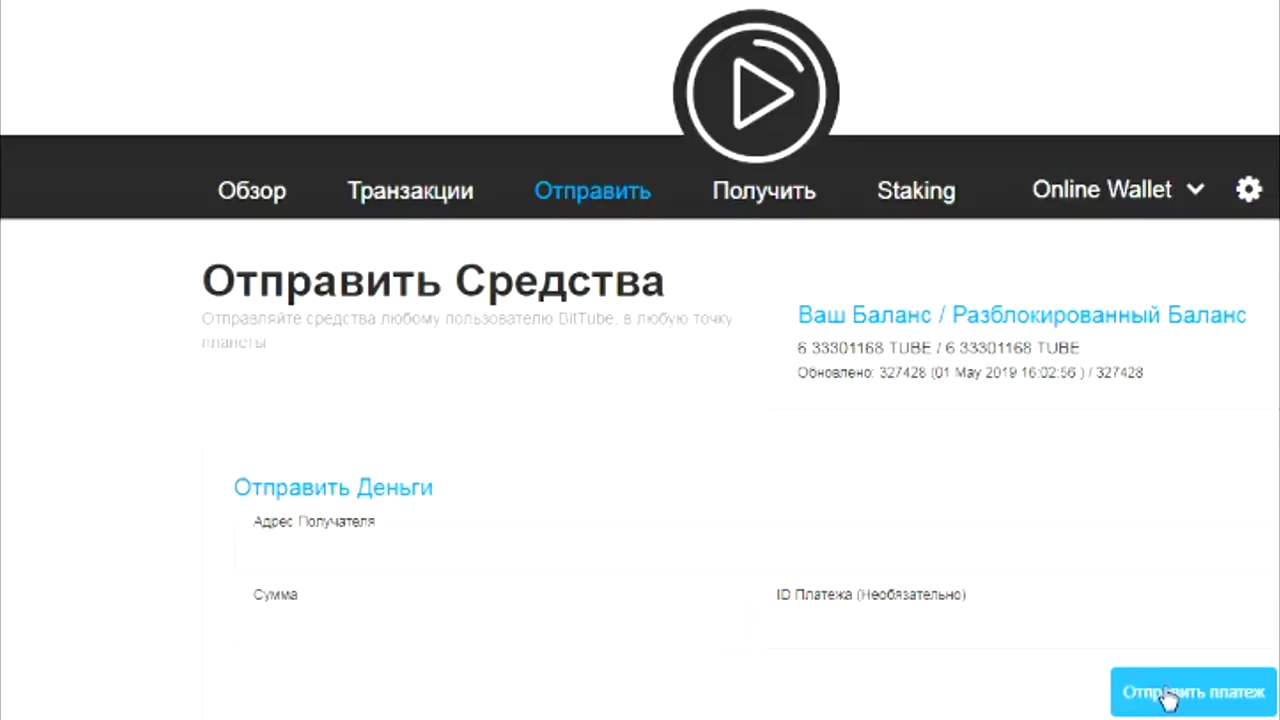 Обзор Транзакции Отправить Получить Staking Online Wallet
Отправить Средства
Отправляйте средства любому пользователю BitTube, в любую точку
планеты
Ваш Баланс / Разблокированный Баланс
6 33301168 TUBE / 6 33301168 TUBE
Обновлено: 327428 (01 May 2019 16:02:56 ) / 327428
Отправить Деньги
Адрес Получателя
Сумма
ID Платежа (Необязательно)
Отправить платеж